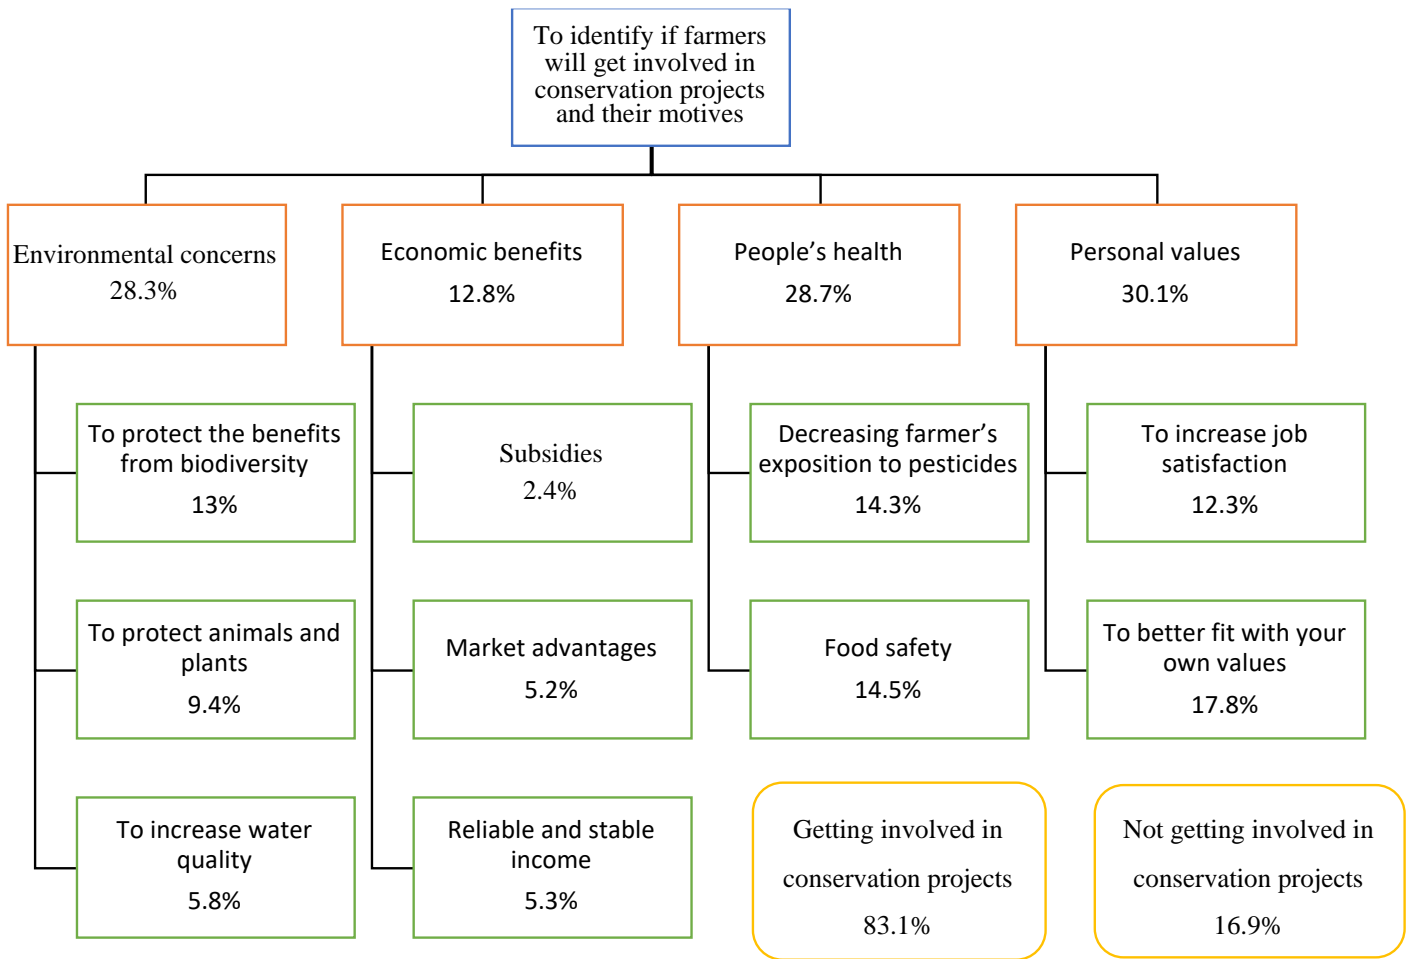 To identify if farmers
will get involved in
conservation projects
and their motives
Environmental concerns
28.3%
Economic benefits
12.8%
People’s health
28.7%
Personal values
30.1%
To protect the benefits
from biodiversity
13%
Subsidies
2.4%
Decreasing farmer’s
exposition to pesticides
14.3%
To increase job
satisfaction
12.3%
To protect animals and
plants
9.4%
Market advantages
5.2%
Food safety
14.5%
To better fit with your
own values
17.8%
To increase water
quality
5.8%
Reliable and stable
income
5.3%
Getting involved in
conservation projects
83.1%
Not getting involved in
conservation projects
16.9%